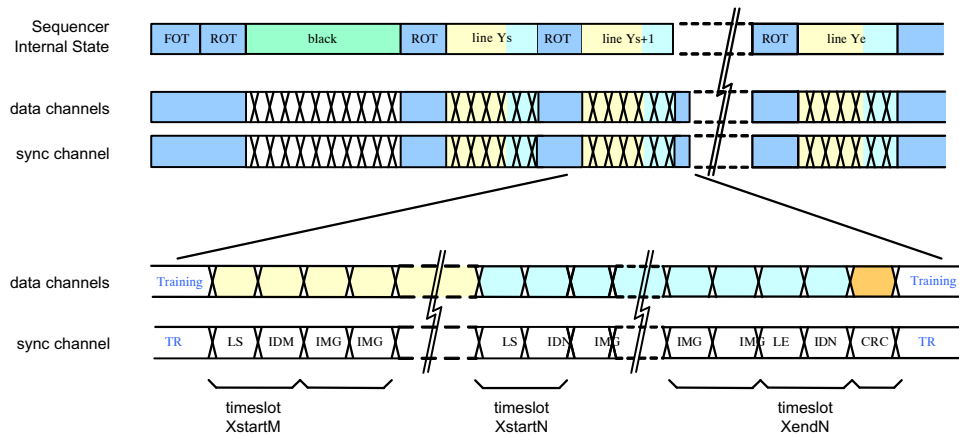 Sequencer
Internal State
FOT ROT black ROT line Ys ROT line Ys+1 ROT line Ye
data channels
sync channel
data channels Training Training
sync channel TR LS IDM IMG IMG LS IDN IMG IMG IMG LE IDN CRC TR
timeslot timeslot timeslot
XstartM XstartN XendN